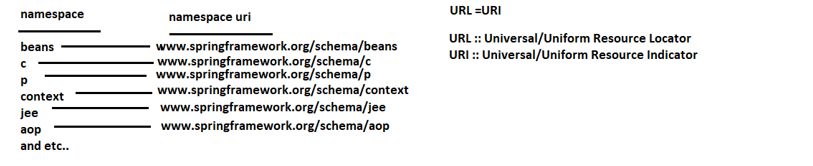 namespace namespace uri
beans www.springframework.org/schema/beans
c www.springframework.org/schema/c
p www.springframework.org/schema/p
context www.springframework.org/schema/context
jee www.springframework.org/schema/jee
aop www.springframework.org/schema/aop
and etc..
URL =URI
URL :: Universal/Uniform Resource Locator
URI :: Universal/Uniform Resource Indicator